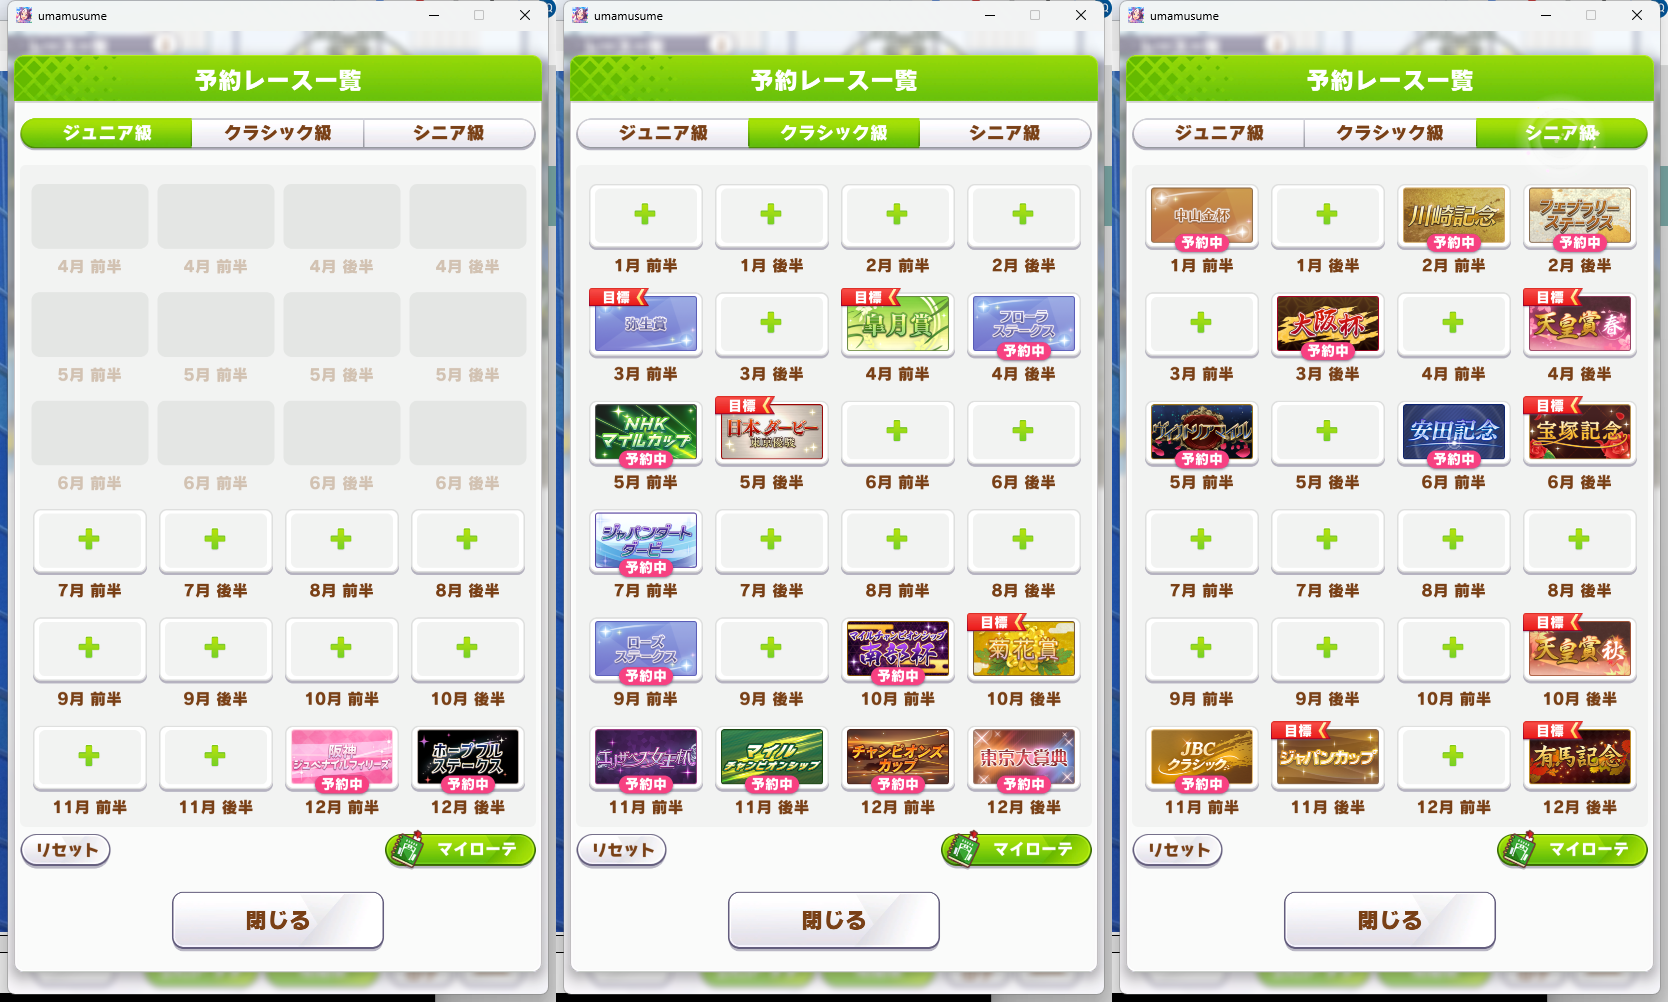 umamusume
予約レース一覧
ジュニア級
クラシック級
シニア級
4月 前半
4月 前半
4月 後半
4月 後半
5月 前半
5月 前半
5月 後半
5月 後半
6月 前半
6月 前半
6月 後半
6月 後半
7月 前半
7月 後半
8月 前半
8月 後半
9月 前半
9月 後半
10月 前半
10月 後半
阪神
ジュベナイルフィリーズ
予約中
ホープフル
ステークス
予約中
11月 前半
11月 後半
12月 前半
12月 後半
リセット
マイローテ
閉じる
umamusume
予約レース一覧
ジュニア級
クラシック級
シニア級
1月 前半
1月 後半
2月 前半
2月 後半
目標
弥生賞
目標
皐月賞
フローラ
ステークス
予約中
3月 前半
3月 後半
4月 前半
4月 後半
NHK
マイルカップ
予約中
目標
日本ダービー
東京優駿
5月 前半
5月 後半
6月 前半
6月 後半
ジャパンダート
ダービー
予約中
7月 前半
7月 後半
8月 前半
8月 後半
ローズ
ステークス
予約中
マイルチャンピオンシップ
南部杯
予約中
目標
菊花賞
9月 前半
9月 後半
10月 前半
10月 後半
エリザベス女王杯
予約中
マイル
チャンピオンシップ
予約中
チャンピオンズ
カップ
予約中
東京大賞典
予約中
11月 前半
11月 後半
12月 前半
12月 後半
リセット
マイローテ
閉じる
umamusume
予約レース一覧
ジュニア級
クラシック級
シニア級
中山金杯
予約中
川崎記念
予約中
フェブラリー
ステークス
予約中
1月 前半
1月 後半
2月 前半
2月 後半
大阪杯
予約中
目標
天皇賞春
3月 前半
3月 後半
4月 前半
4月 後半
ヴィクトリアマイル
予約中
安田記念
予約中
目標
宝塚記念
5月 前半
5月 後半
6月 前半
6月 後半
7月 前半
7月 後半
8月 前半
8月 後半
目標
天皇賞秋
9月 前半
9月 後半
10月 前半
10月 後半
JBC
クラシック
予約中
目標
ジャパンカップ
目標
有馬記念
11月 前半
11月 後半
12月 前半
12月 後半
リセット
マイローテ
閉じる